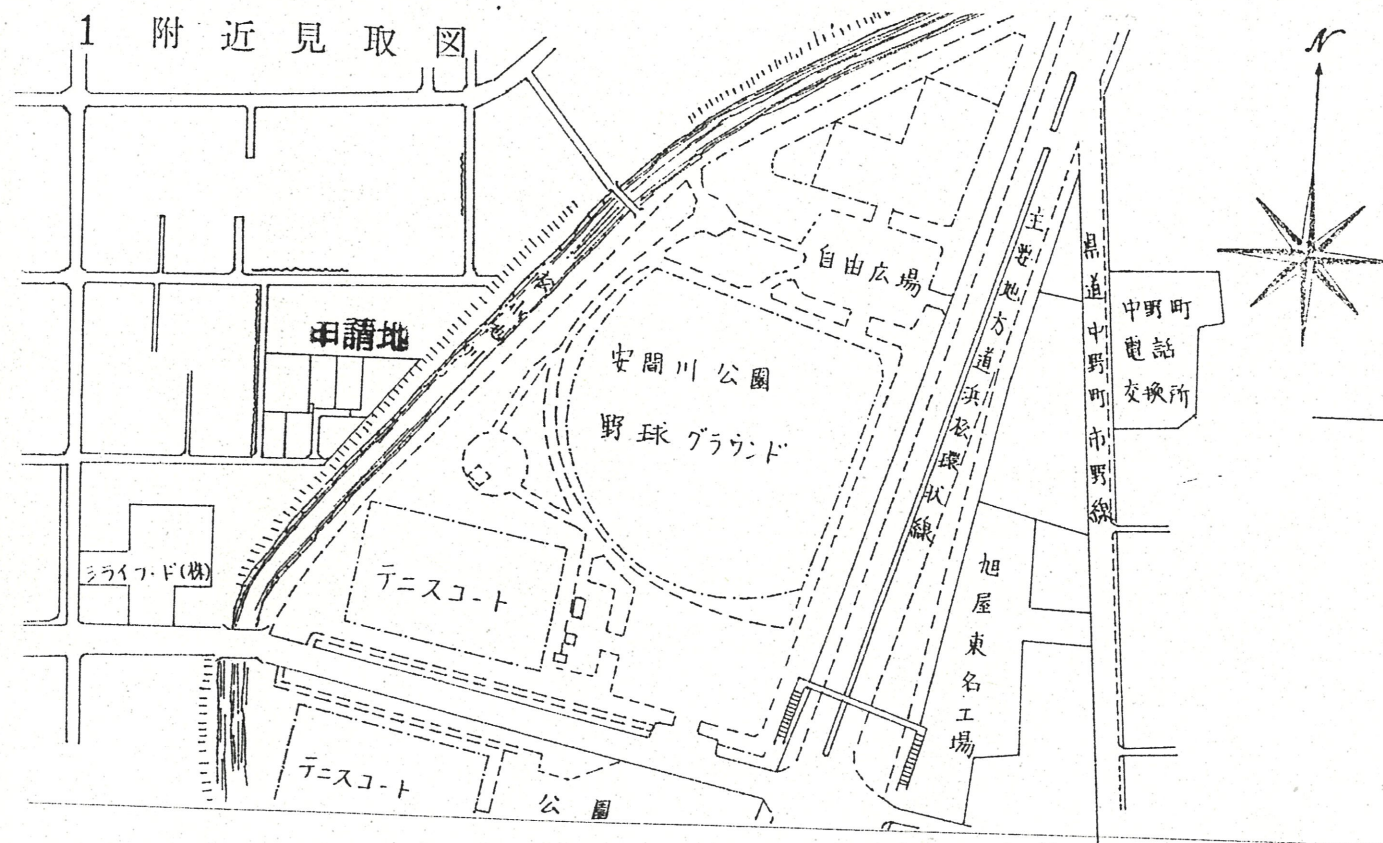 1 附近見取図
N
自由広場
主要地方道浜松環状線
県道中野町市野線
中野町
電話
交換所
申請地
安間川公園
野球グラウンド
テニスコート
ミライフ・ド(株)
旭屋東名工場
テニスコート
公園